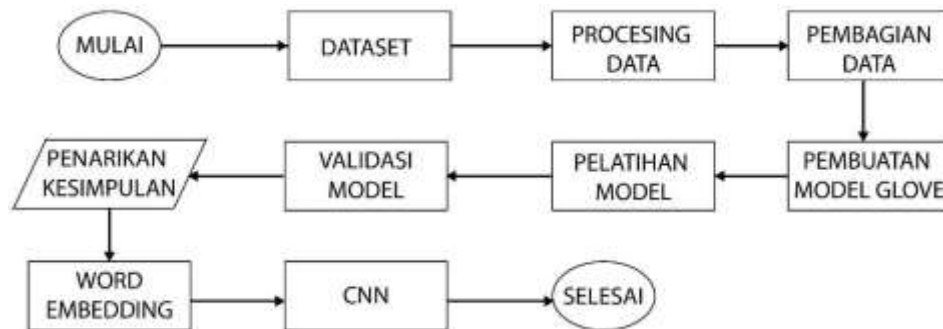 MULAI
DATASET
PROCESING
DATA
PEMBAGIAN
DATA
PENARIKAN
KESIMPULAN
VALIDASI
MODEL
PELATIHAN
MODEL
PEMBUATAN
MODEL GLOVE
WORD
EMBEDDING
CNN
SELESAI